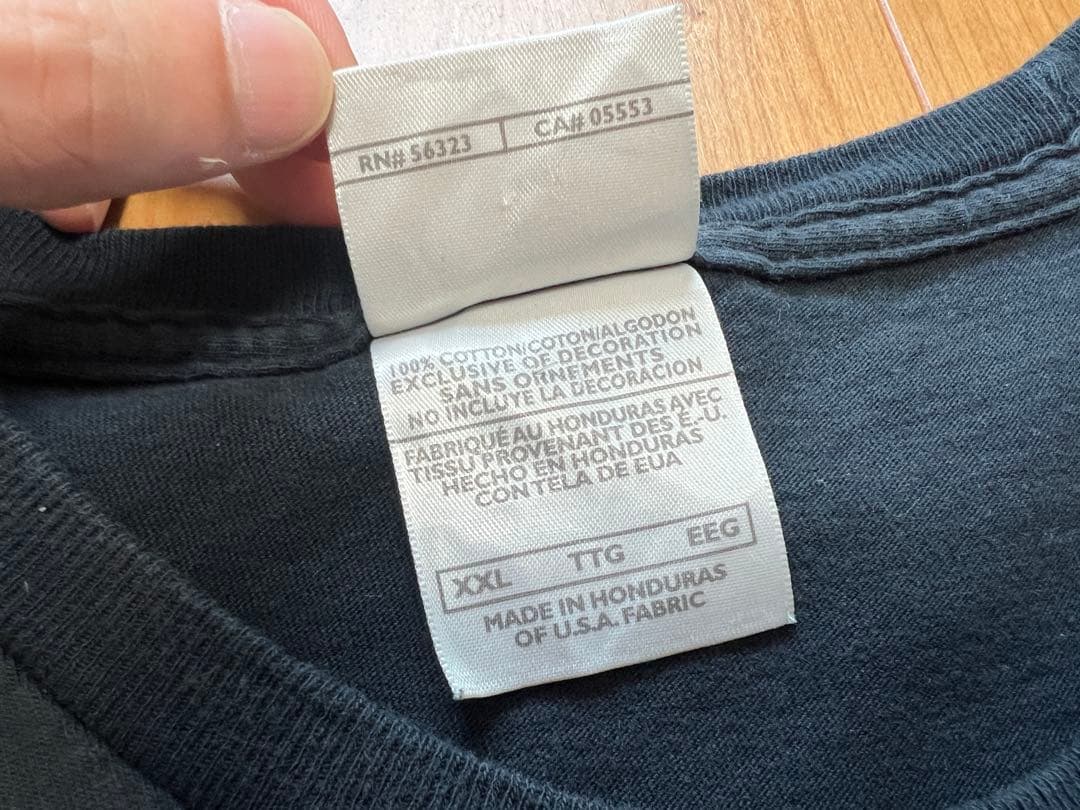 RN# 56323 CA# 05553
100% COTTON/COTON/ALGODON
EXCLUSIVE OF DECORATION
SANS ORNEMENTS
NO INCLUYE LA DECORACION
FABRIQUÉ AU HONDURAS AVEC
TISSU PROVENANT DES É.-U.
HECHO EN HONDURAS
CON TELA DE EUA
XXL TTG EEG
MADE IN HONDURAS
OF U.S.A. FABRIC